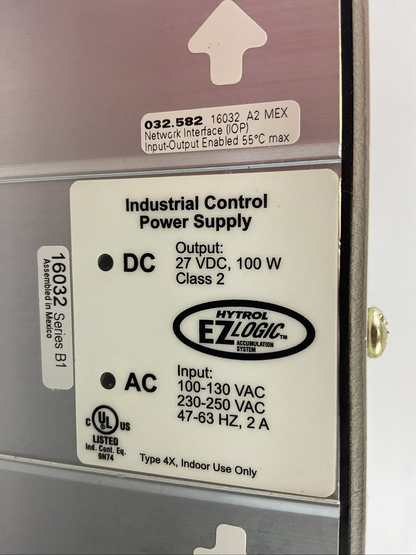 032.582 16032 A2 MEX
Network Interface (IOP)
Input-Output Enabled 55°C max
Industrial Control
Power Supply
DC
Output:
27 VDC, 100 W
Class 2
HYTROL
EZLOGIC™
ACCUMULATION
SYSTEM
AC
Input:
100-130 VAC
230-250 VAC
47-63 HZ, 2 A
C UL US
LISTED
Ind. Cont. Eq.
9N74
Type 4X, Indoor Use Only
16032 Series B1
Assembled in Mexico